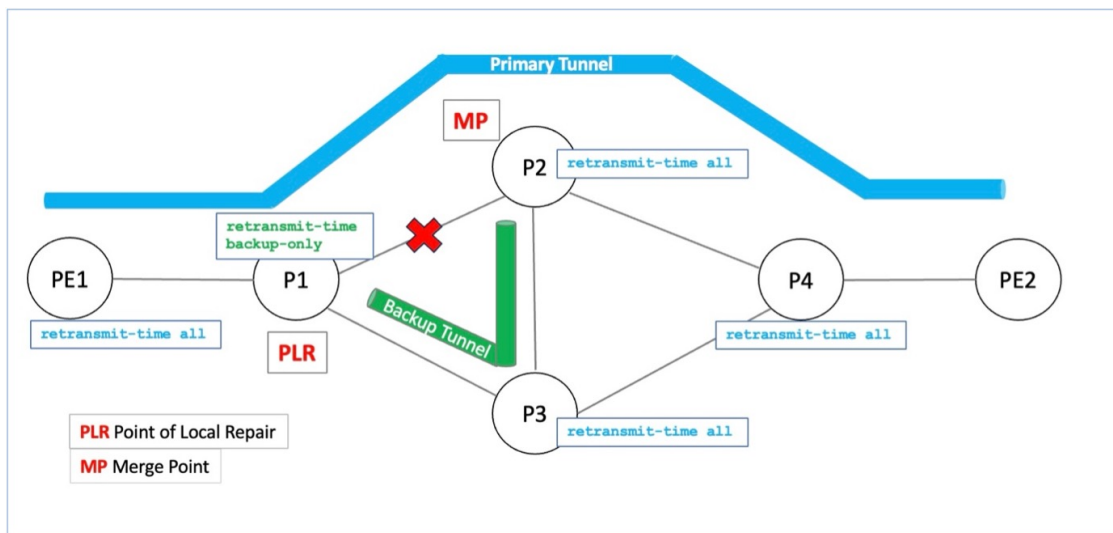 Primary Tunnel
MP
P2
retransmit-time all
retransmit-time
backup-only
PE1
P1
P4
PE2
retransmit-time all
Backup Tunnel
retransmit-time all
PLR
P3
retransmit-time all
PLR Point of Local Repair
MP Merge Point